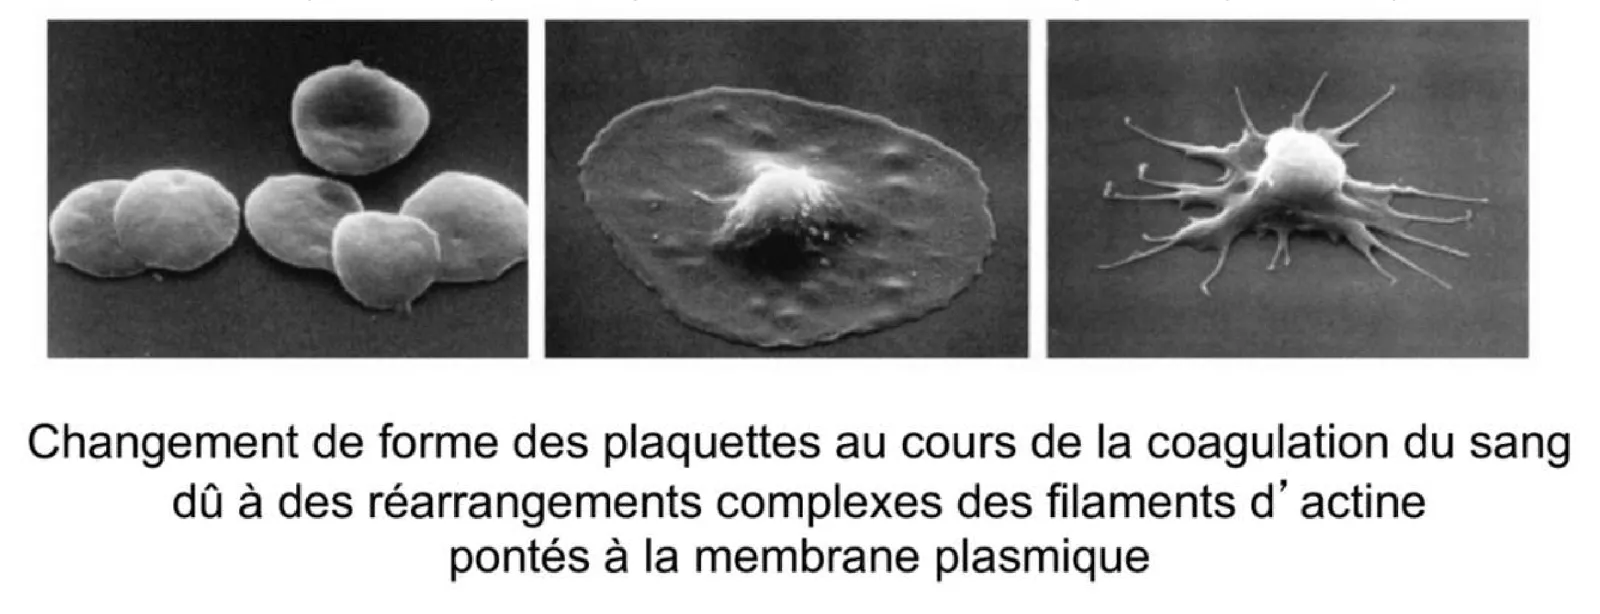 Changement de forme des plaquettes au cours de la coagulation du sang
dû à des réarrangements complexes des filaments d’ actine
pontés à la membrane plasmique